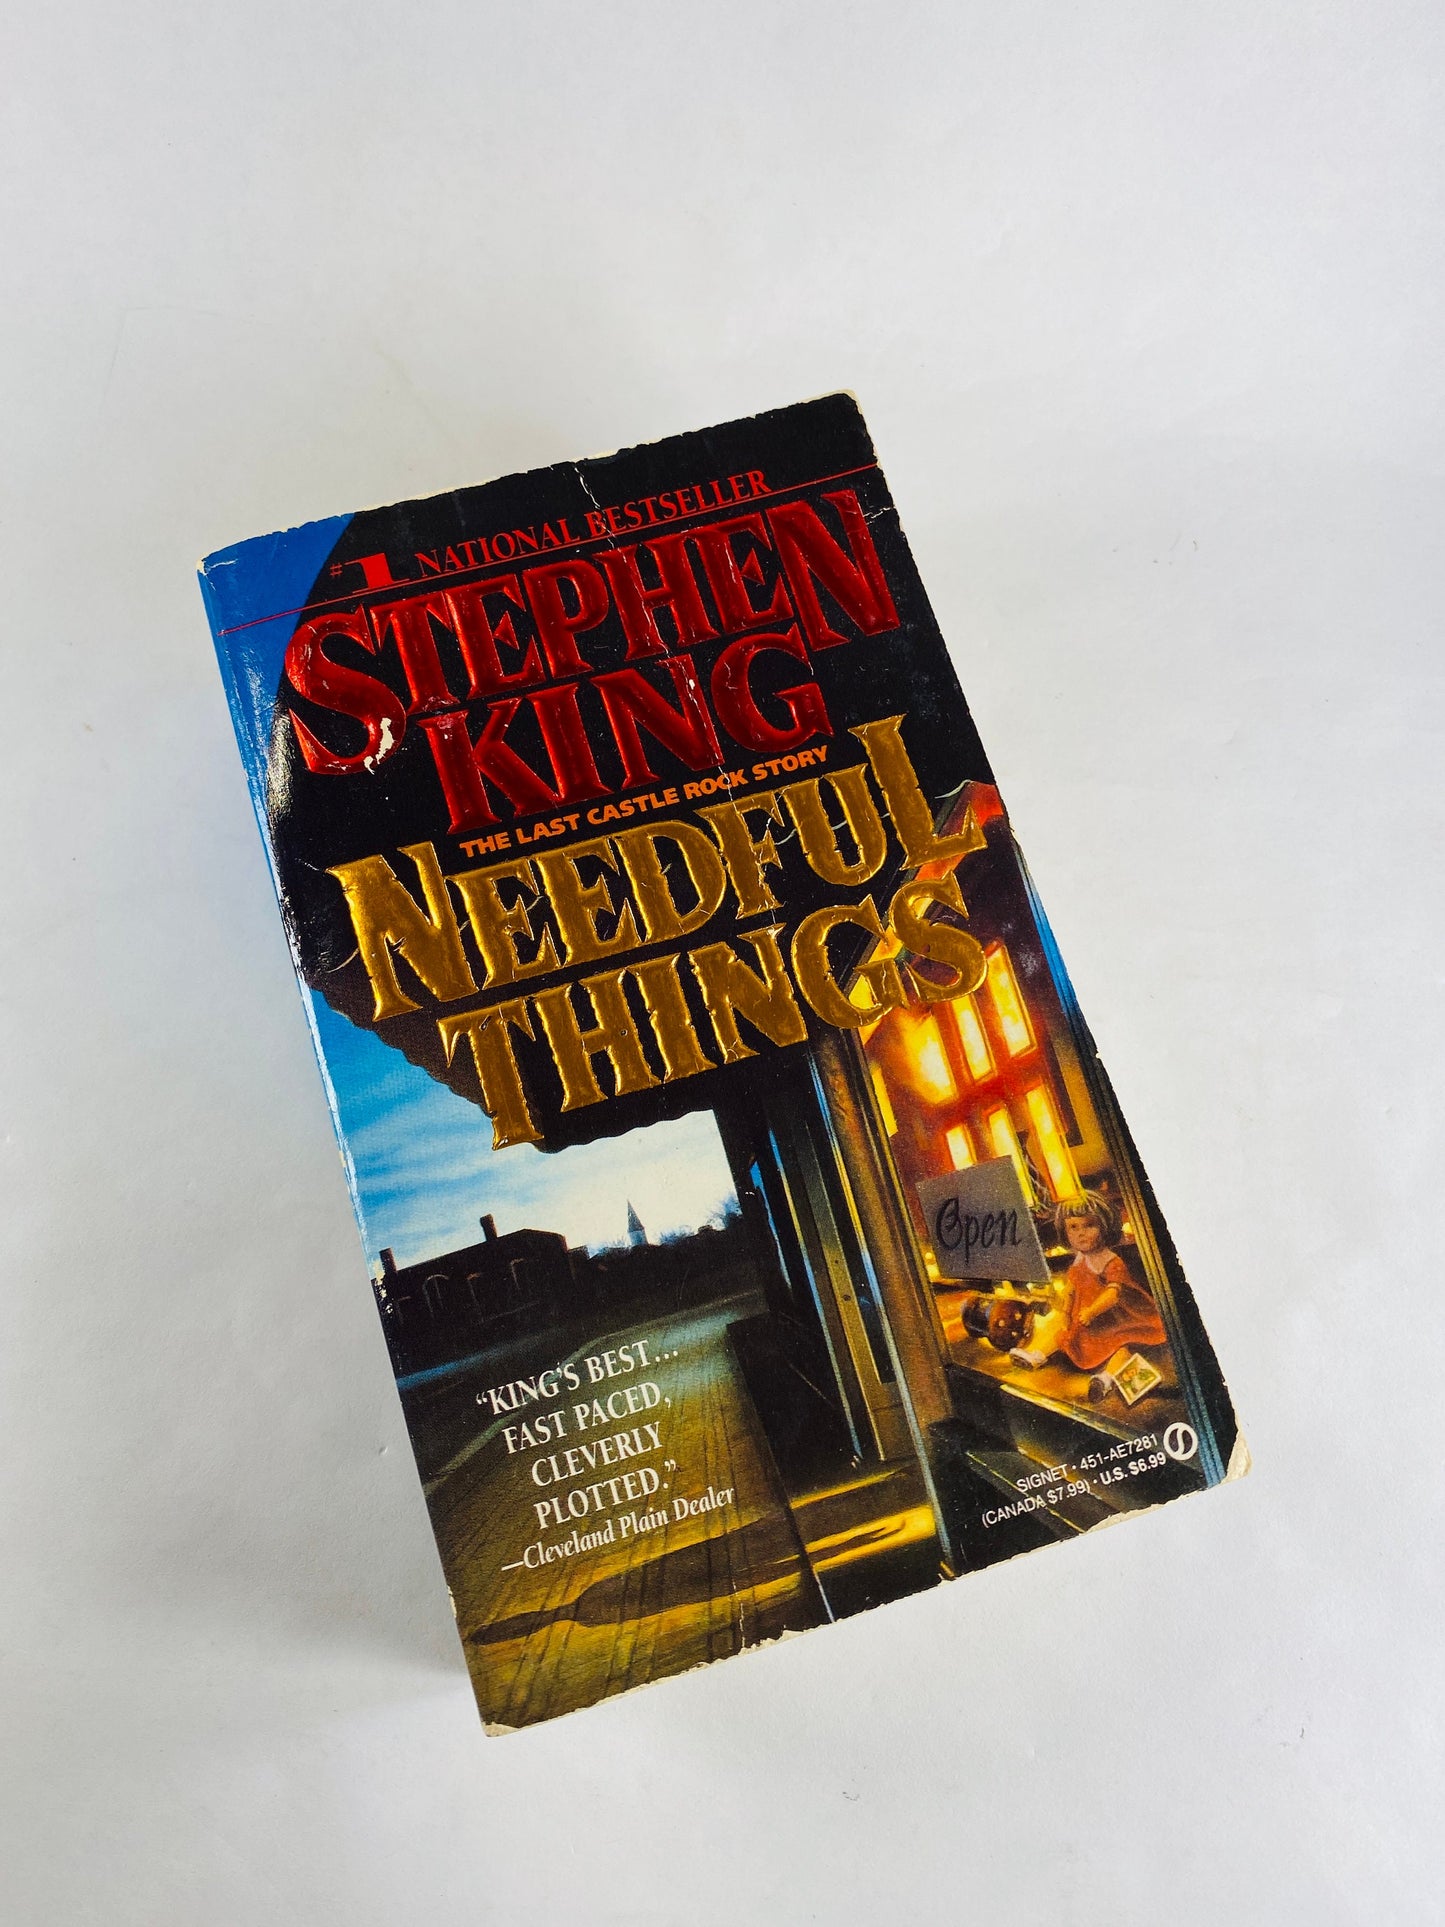 #1 NATIONAL BESTSELLER
STEPHEN
KING
THE LAST CASTLE ROCK STORY
NEEDFUL
THINGS
Open
“KING’S BEST...
FAST PACED,
CLEVERLY
PLOTTED.”
—Cleveland Plain Dealer
SIGNET • 451-AE7281
(CANADA $7.99) • U.S. $6.99